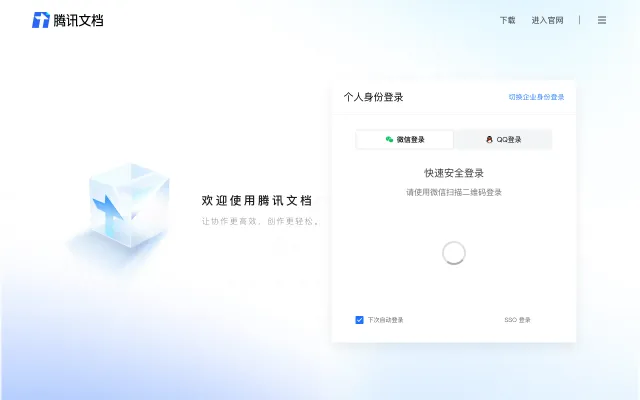 腾讯文档
下载 进入官网
个人身份登录 切换企业身份登录
微信登录 QQ登录
快速安全登录
请使用微信扫描二维码登录
欢迎使用腾讯文档
让协作更高效，创作更轻松。
下次自动登录 SSO 登录